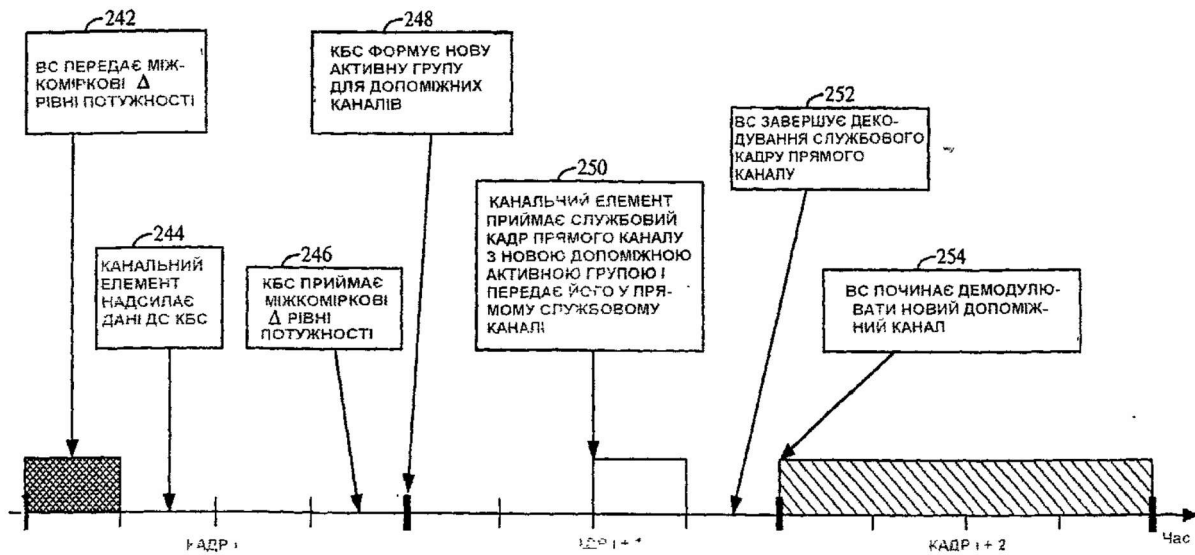 242
ВС ПЕРЕДАЄ МІЖ-
КОМІРКОВІ Δ
РІВНІ ПОТУЖНОСТІ
248
КБС ФОРМУЄ НОВУ
АКТИВНУ ГРУПУ
ДЛЯ ДОПОМІЖНИХ
КАНАЛІВ
252
ВС ЗАВЕРШУЄ ДЕКО-
ДУВАННЯ СЛУЖБОВОГО
КАДРУ ПРЯМОГО
КАНАЛУ
250
КАНАЛЬЧИЙ ЕЛЕМЕНТ
ПРИЙМАЄ СЛУЖБОВИЙ
КАДР ПРЯМОГО КАНАЛУ
З НОВОЮ ДОПОМІЖНОЮ
АКТИВНОЮ ГРУПОЮ І
ПЕРЕДАЄ ЙОГО У ПРЯ-
МОМУ СЛУЖБОВОМУ
КАНАЛІ
244
КАНАЛЬНИЙ
ЕЛЕМЕНТ
НАДСИЛАЄ
ДАНІ ДС КБС
246
КБС ПРИЙМАЄ
МІЖКОМІРКОВІ
Δ РІВНІ
ПОТУЖНОСТІ
254
ВС ПОЧИНАЄ ДЕМОДУЛЮ-
ВАТИ НОВИЙ ДОПОМІЖ-
НИЙ КАНАЛ
КАДР i
i + 1
КАДР i + 2
Час